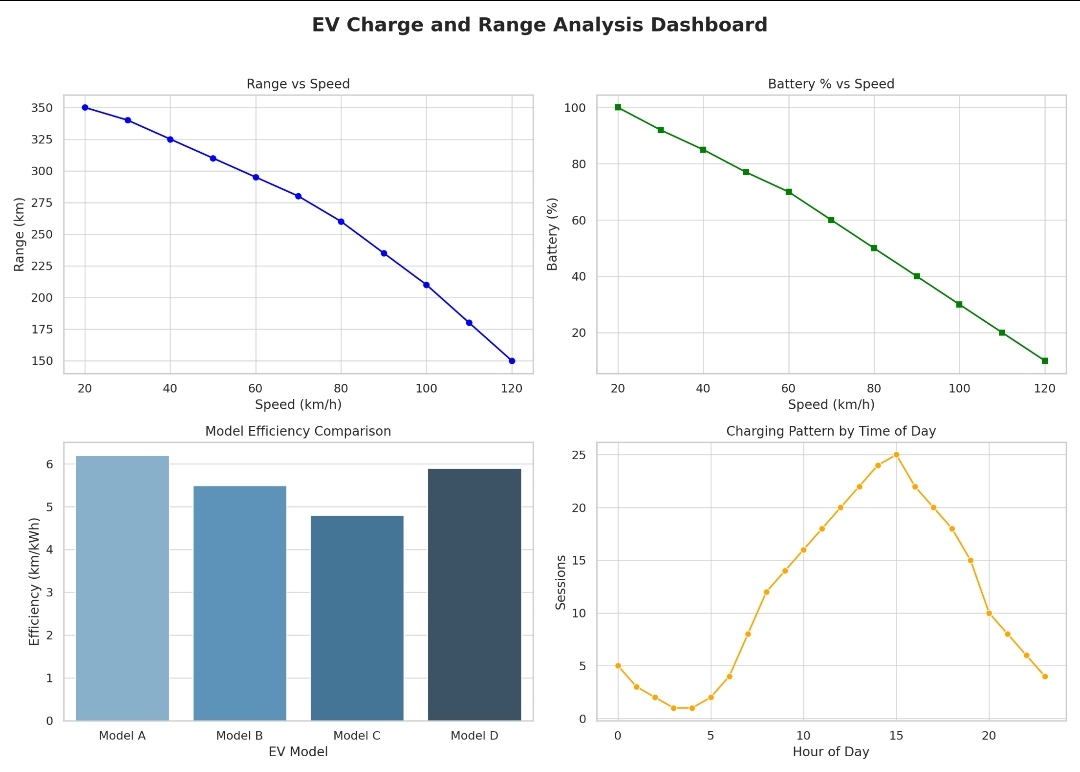 EV Charge and Range Analysis Dashboard
Range vs Speed
350
325
300
275
250
225
200
175
150
Range (km)
20 40 60 80 100 120
Speed (km/h)
Battery % vs Speed
100
80
60
40
20
Battery (%)
20 40 60 80 100 120
Speed (km/h)
Model Efficiency Comparison
6
5
4
3
2
1
0
Efficiency (km/kWh)
Model A Model B Model C Model D
EV Model
Charging Pattern by Time of Day
25
20
15
10
5
0
Sessions
0 5 10 15 20
Hour of Day